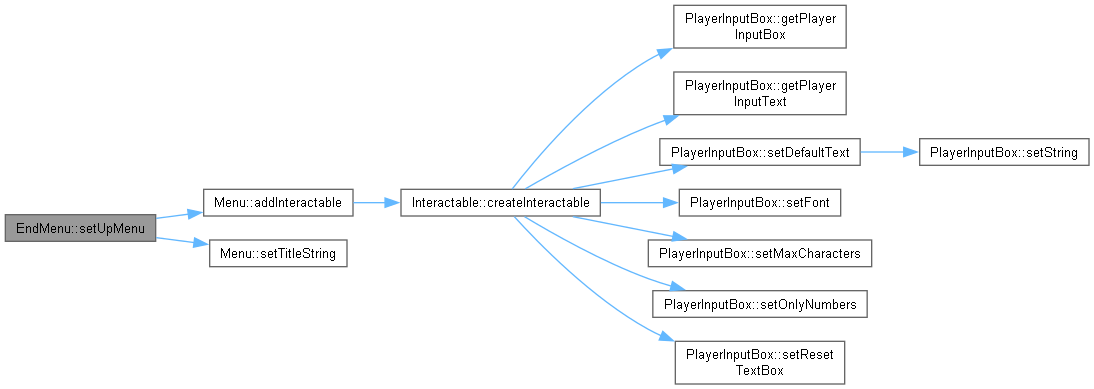 EndMenu::setUpMenu
Menu::addInteractable
Menu::setTitleString
Interactable::createInteractable
PlayerInputBox::getPlayer
InputBox
PlayerInputBox::getPlayer
InputText
PlayerInputBox::setDefaultText
PlayerInputBox::setString
PlayerInputBox::setFont
PlayerInputBox::setMaxCharacters
PlayerInputBox::setOnlyNumbers
PlayerInputBox::setReset
TextBox